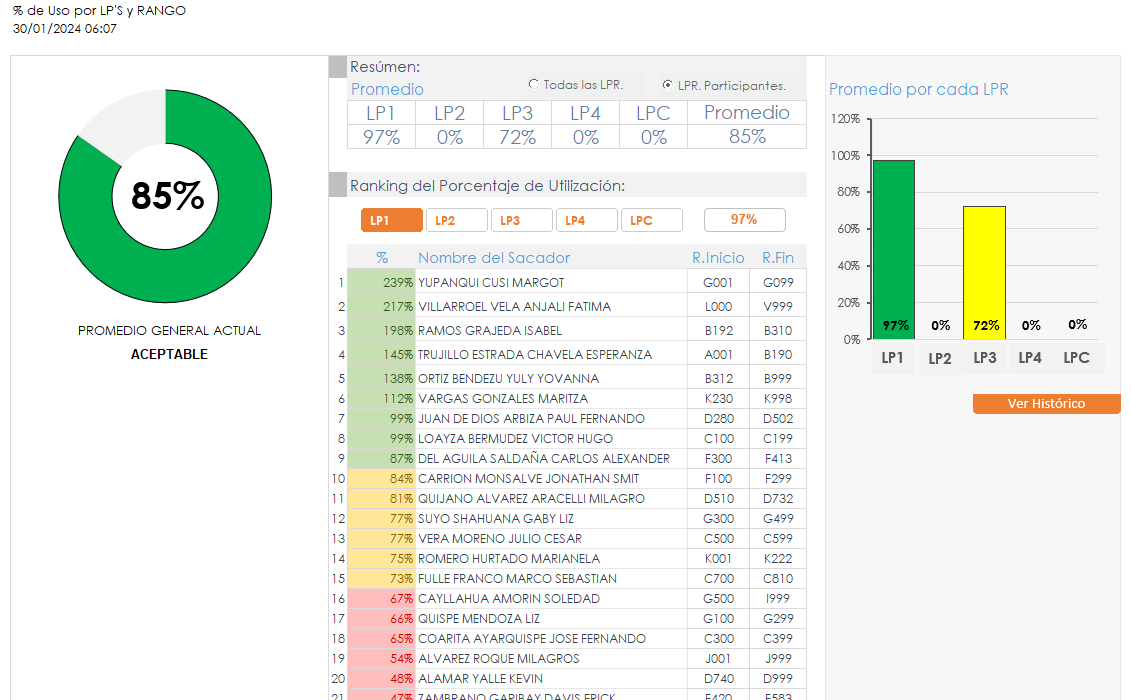 % de Uso por LP'S y RANGO
30/01/2024 06:07
85%
PROMEDIO GENERAL ACTUAL
ACEPTABLE
Resúmen:
Promedio
Todas las LPR.
LPR. Participantes.
LP1 LP2 LP3 LP4 LPC Promedio
97% 0% 72% 0% 0% 85%
Ranking del Porcentaje de Utilización:
LP1 LP2 LP3 LP4 LPC 97%
% Nombre del Sacador R.Inicio R.Fin
1 239% YUPANQUI CUSI MARGOT G001 G099
2 217% VILLARROEL VELA ANJALI FATIMA L000 V999
3 198% RAMOS GRAJEDA ISABEL B192 B310
4 145% TRUJILLO ESTRADA CHAVELA ESPERANZA A001 B190
5 138% ORTIZ BENDEZU YULY YOVANNA B312 B999
6 112% VARGAS GONZALES MARITZA K230 K998
7 99% JUAN DE DIOS ARBIZA PAUL FERNANDO D280 D502
8 99% LOAYZA BERMUDEZ VICTOR HUGO C100 C199
9 87% DEL AGUILA SALDAÑA CARLOS ALEXANDER F300 F413
10 84% CARRION MONSALVE JONATHAN SMIT F100 F299
11 81% QUIJANO ALVAREZ ARACELLI MILAGRO D510 D732
12 77% SUYO SHAHUANA GABY LIZ G300 G499
13 77% VERA MORENO JULIO CESAR C500 C599
14 75% ROMERO HURTADO MARIANELA K001 K222
15 73% FULLE FRANCO MARCO SEBASTIAN C700 C810
16 67% CAYLLAHUA AMORIN SOLEDAD G500 I999
17 66% QUISPE MENDOZA LIZ G100 G299
18 65% COARITA AYARQUISPE JOSE FERNANDO C300 C399
19 54% ALVAREZ ROQUE MILAGROS J001 J999
20 48% ALAMAR YALLE KEVIN D740 D999
21 47% ZAMBRANO GARIBAY DAVIS ERICK F420 F583
Promedio por cada LPR
120%
100%
80%
60%
40%
20%
0%
97% 0% 72% 0% 0%
LP1 LP2 LP3 LP4 LPC
Ver Histórico